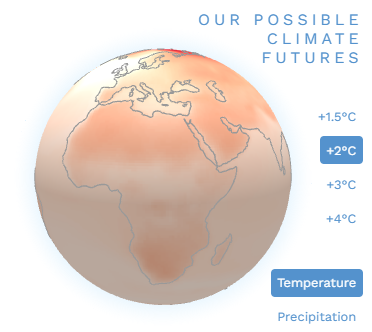 OUR POSSIBLE
CLIMATE
FUTURES
+1.5°C
+2°C
+3°C
+4°C
Temperature
Precipitation